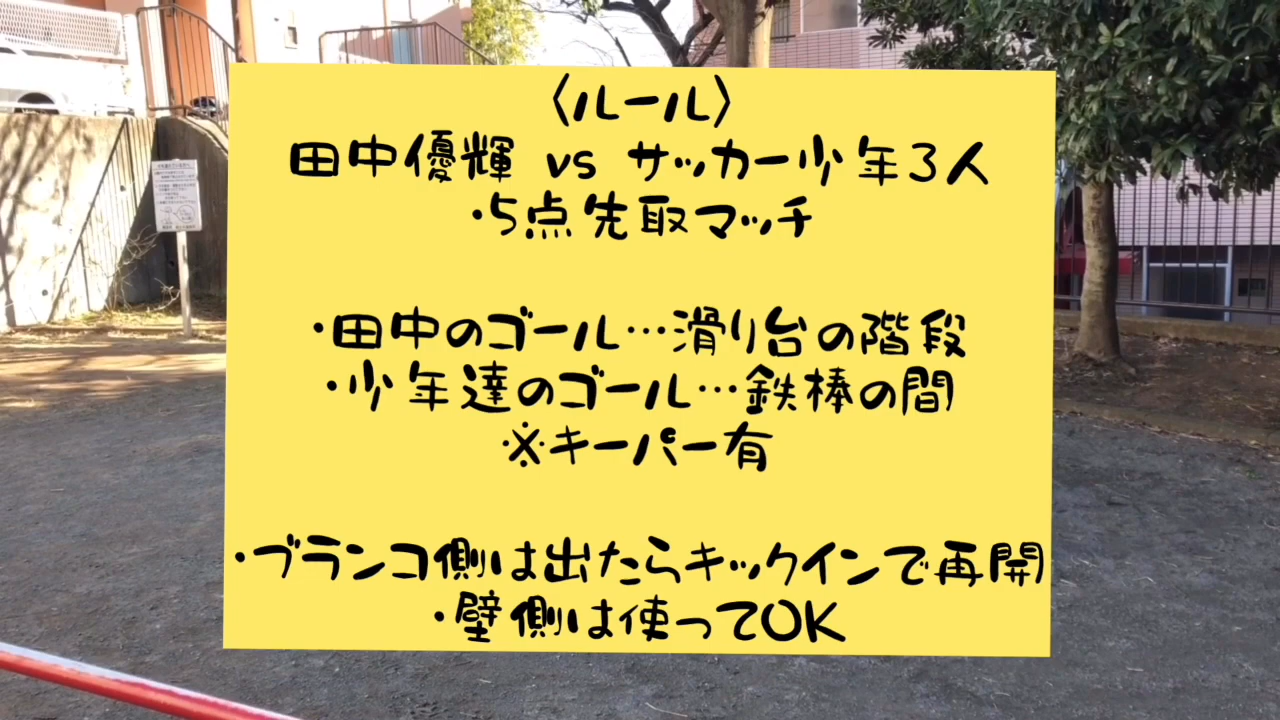 〈ルール〉
田中優輝 vs サッカー少年3人
・5点先取マッチ
・田中のゴール…滑り台の階段
・少年達のゴール…鉄棒の間
※キーパー有
・ブランコ側は出たらキックインで再開
・壁側は使ってOK